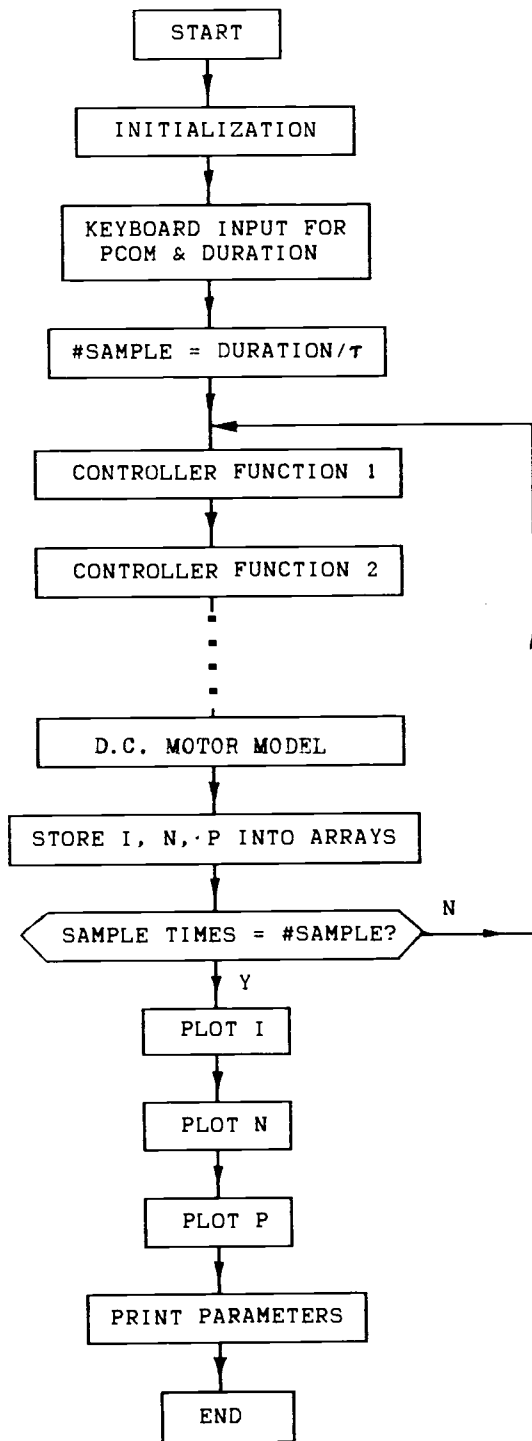 START
INITIALIZATION
KEYBOARD INPUT FOR
PCOM & DURATION
#SAMPLE = DURATION/τ
CONTROLLER FUNCTION 1
CONTROLLER FUNCTION 2
D.C. MOTOR MODEL
STORE I, N, P INTO ARRAYS
SAMPLE TIMES = #SAMPLE?
N
Y
PLOT I
PLOT N
PLOT P
PRINT PARAMETERS
END